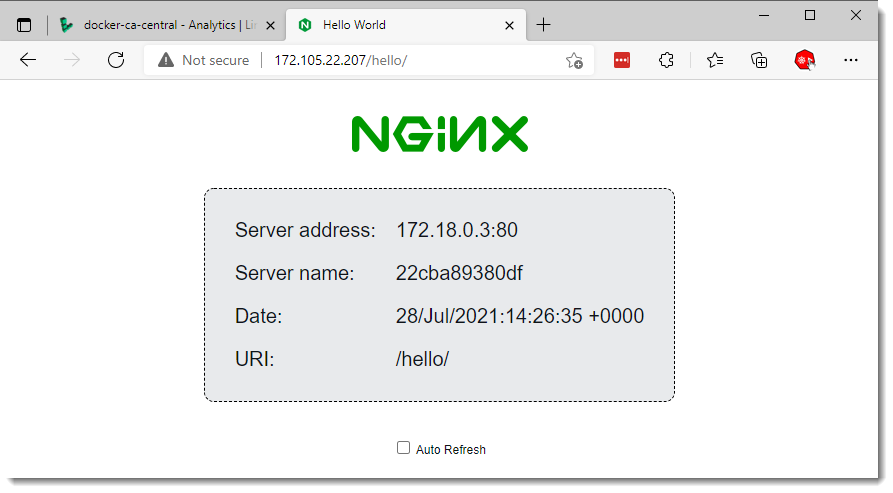 docker-ca-central - Analytics | Lin
Hello World
Not secure | 172.105.22.207/hello/
NGINX
Server address: 172.18.0.3:80
Server name: 22cba89380df
Date: 28/Jul/2021:14:26:35 +0000
URI: /hello/
Auto Refresh